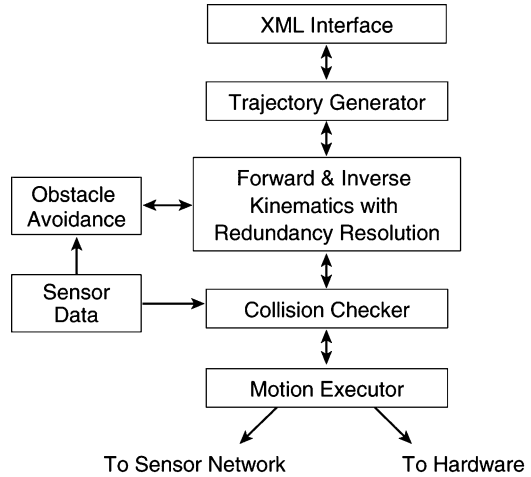 XML Interface
Trajectory Generator
Forward & Inverse
Kinematics with
Redundancy Resolution
Obstacle
Avoidance
Sensor
Data
Collision Checker
Motion Executor
To Sensor Network
To Hardware